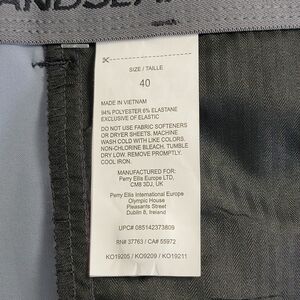 ANDSEA
SIZE / TAILLE
40
MADE IN VIETNAM
94% POLYESTER 6% ELASTANE
EXCLUSIVE OF ELASTIC
DO NOT USE FABRIC SOFTENERS
OR DRYER SHEETS. MACHINE
WASH COLD WITH LIKE COLORS.
NON-CHLORINE BLEACH. TUMBLE
DRY LOW. REMOVE PROMPTLY.
COOL IRON.
MANUFACTURED FOR:
Perry Ellis Europe LTD,
CM8 3DJ, UK
Perry Ellis International Europe
Olympic House
Pleasants Street
Dublin 8, Ireland
UPC# 085142373809
RN# 37763 / CA# 55972
KO19205 / KO9209 / KO19211